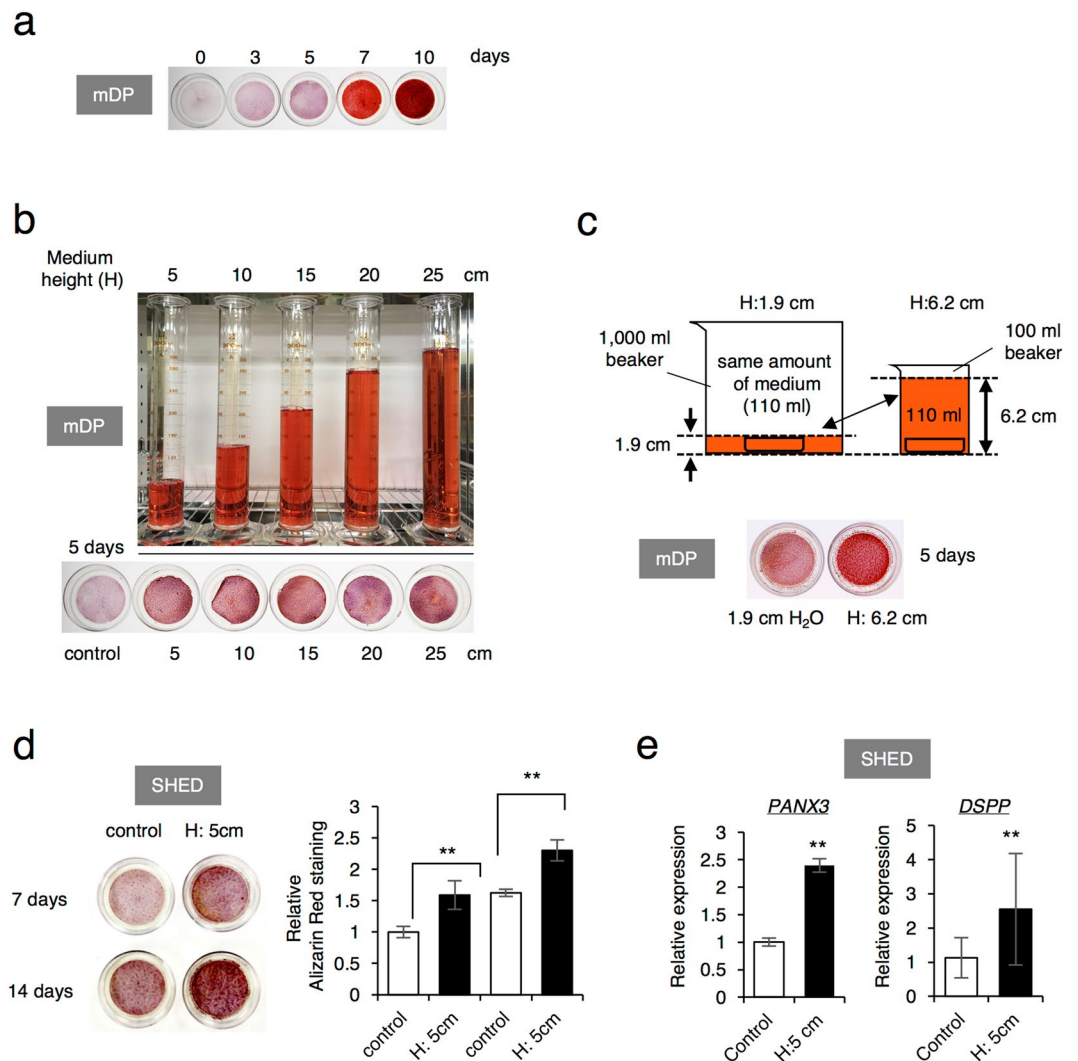 a
0 3 5 7 10 days
mDP
b
Medium
height (H)
5 10 15 20 25 cm
mDP
5 days
control 5 10 15 20 25 cm
c
H:1.9 cm H:6.2 cm
1,000 ml
beaker
100 ml
beaker
same amount
of medium
(110 ml)
110 ml
6.2 cm
1.9 cm
mDP
5 days
1.9 cm H₂O H: 6.2 cm
d
SHED
control H: 5cm
7 days
14 days
Relative
Alizarin Red staining
3
2.5
2
1.5
1
0.5
0
**
**
control
H: 5cm
control
H: 5cm
e
SHED
PANX3
Relative expression
3
2.5
2
1.5
1
0.5
0
**
Control
H:5 cm
DSPP
Relative expression
5
4
3
2
1
0
**
Control
H: 5cm